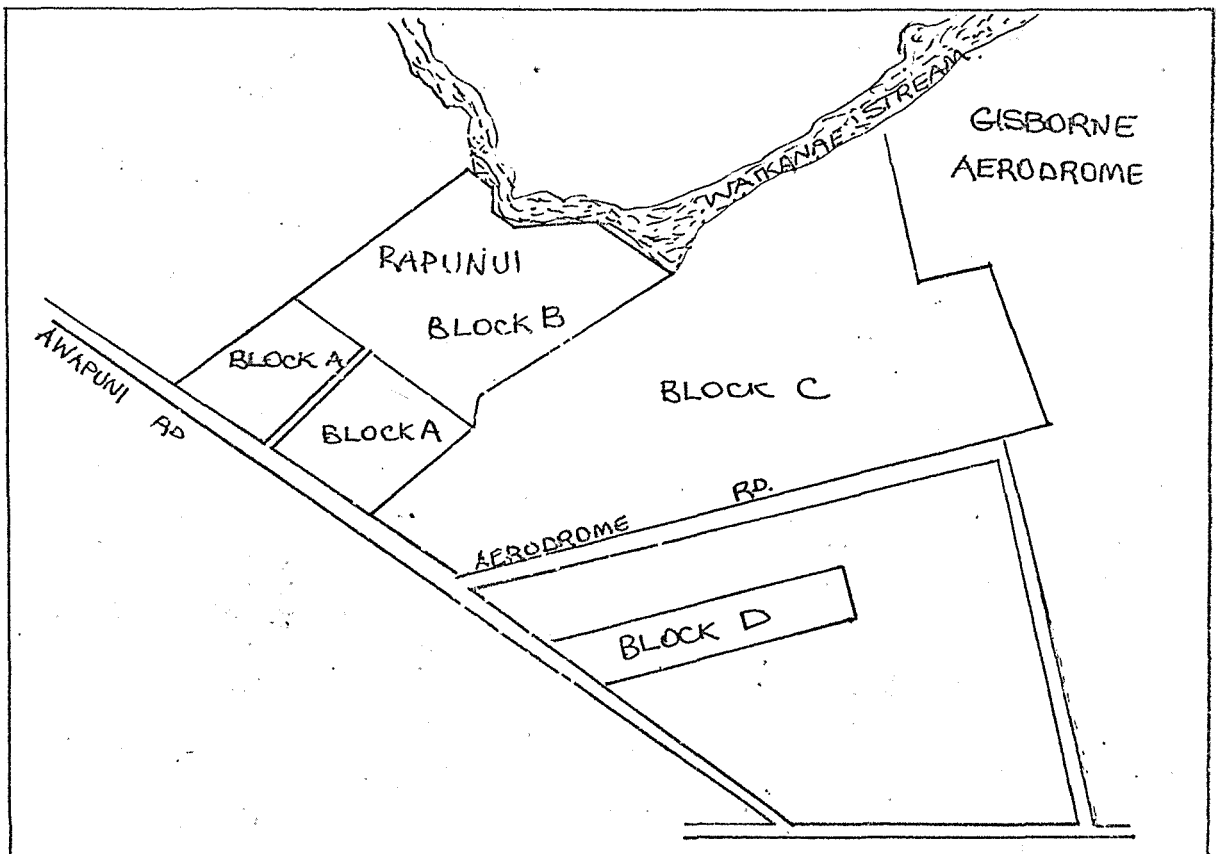 WAIKANAE STREAM
GISBORNE
AERODROME
RAPUNUI
BLOCK B
AWAPUNI
RD
BLOCK A
BLOCK A
BLOCK C
AERODROME
RD.
BLOCK D